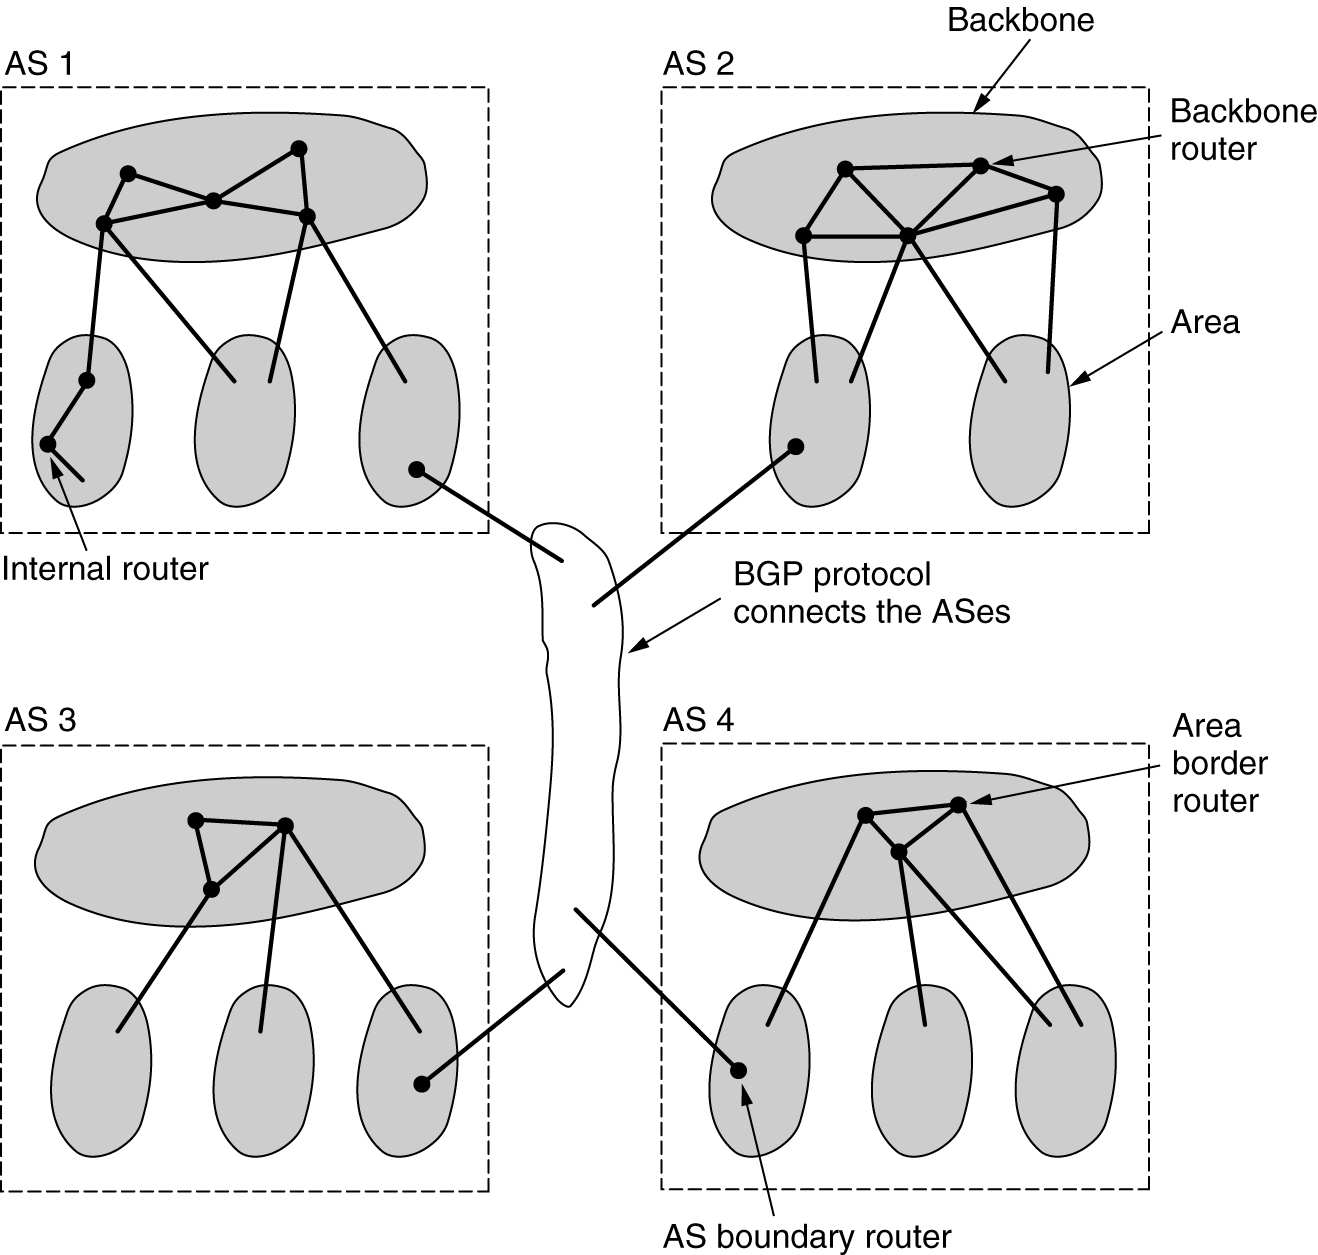 Backbone
AS 1
AS 2
Backbone
router
Area
Internal router
BGP protocol
connects the ASes
AS 3
AS 4
Area
border
router
AS boundary router